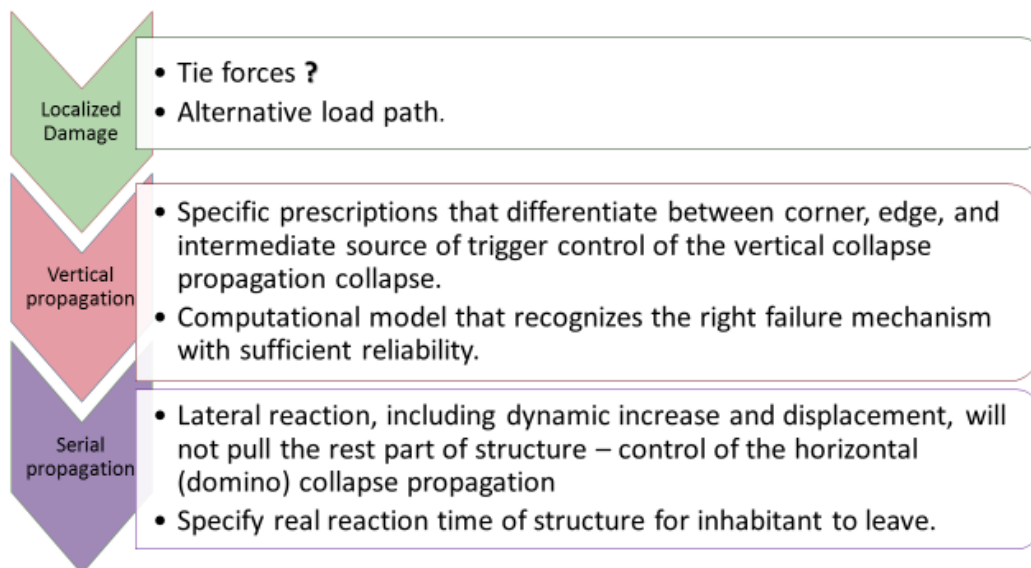 Localized
Damage
• Tie forces ?
• Alternative load path.
Vertical
propagation
• Specific prescriptions that differentiate between corner, edge, and
intermediate source of trigger control of the vertical collapse
propagation collapse.
• Computational model that recognizes the right failure mechanism
with sufficient reliability.
Serial
propagation
• Lateral reaction, including dynamic increase and displacement, will
not pull the rest part of structure – control of the horizontal
(domino) collapse propagation
• Specify real reaction time of structure for inhabitant to leave.